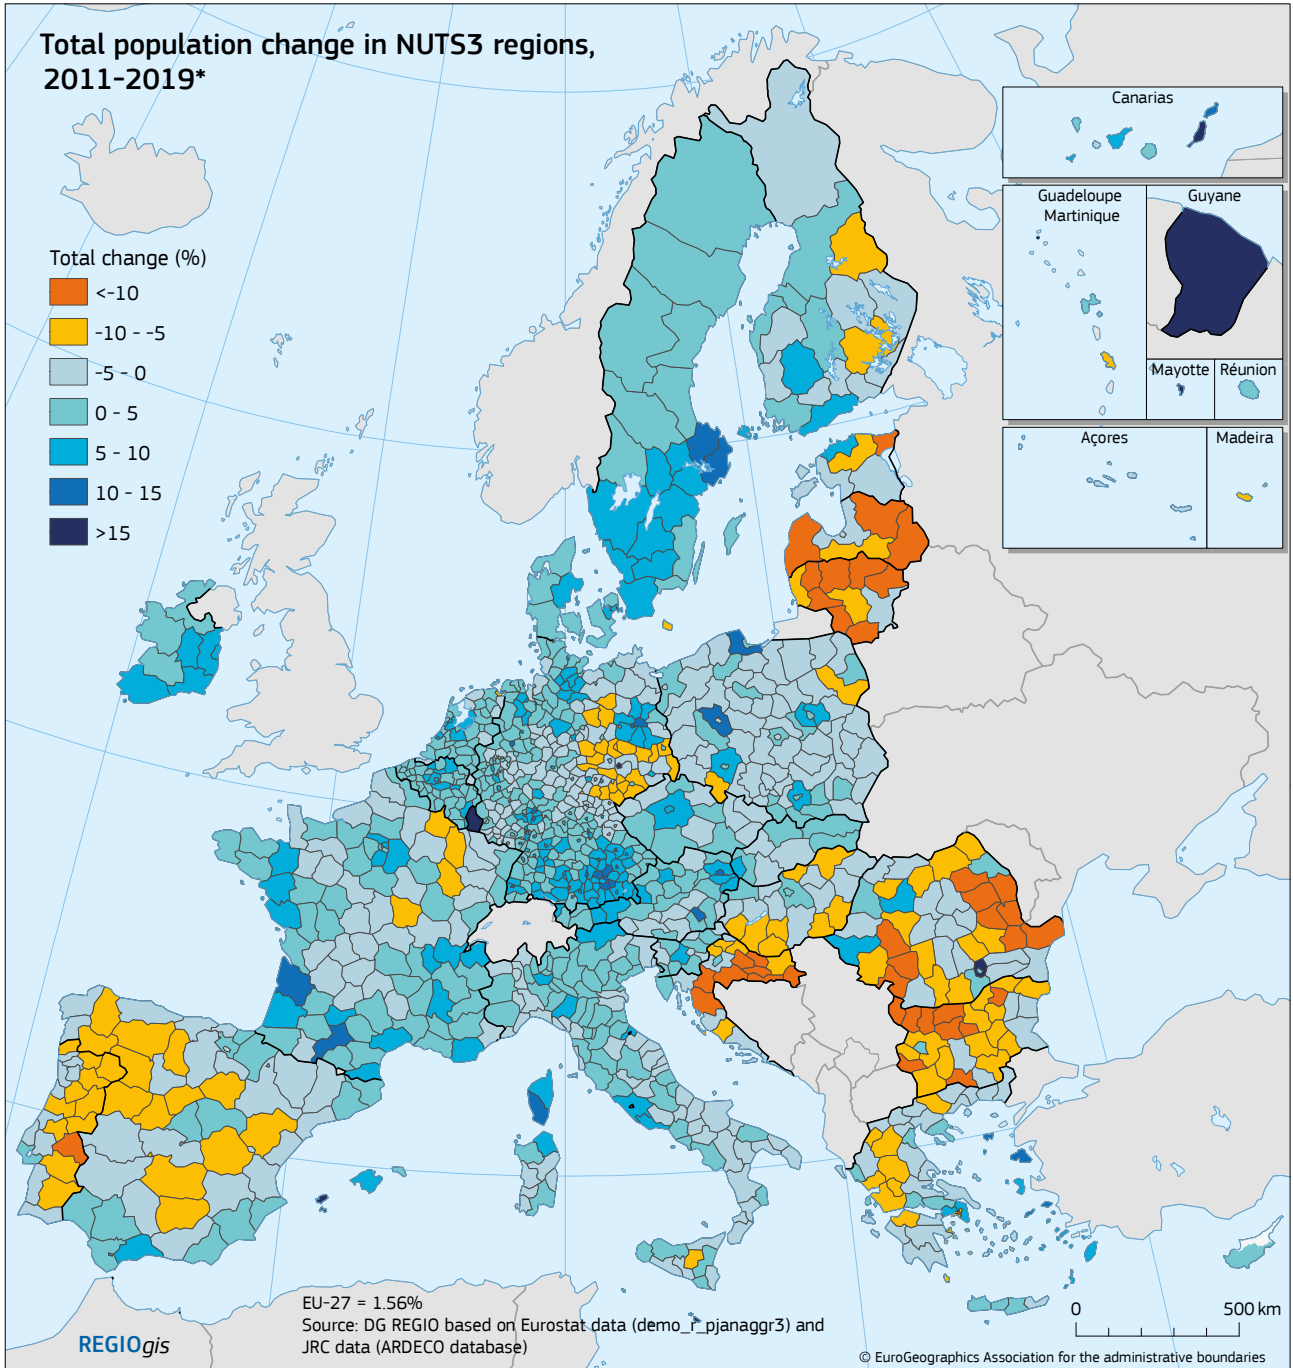 Total population change in NUTS3 regions,
2011-2019*
Total change (%)
<-10
-10 - -5
-5 - 0
0 - 5
5 - 10
10 - 15
>15
Canarias
Guadeloupe
Martinique
Guyane
Mayotte
Réunion
Açores
Madeira
EU-27 = 1.56%
Source: DG REGIO based on Eurostat data (demo_r_pjanaggr3) and
JRC data (ARDECO database)
REGIOgis
0 500 km
© EuroGeographics Association for the administrative boundaries